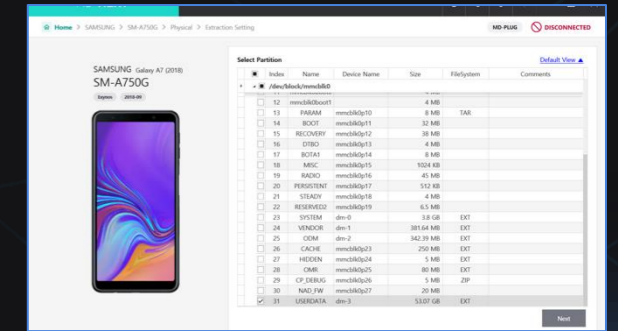 Home > SAMSUNG > SM-A750G > Physical > Extraction Setting
MD-PLUG DISCONNECTED
SAMSUNG Galaxy A7 (2018)
SM-A750G
Exynos 2018-09
Select Partition
Default View ▲
Index Name Device Name Size FileSystem Comments
/dev/block/mmcblk0
12 mmcblk0boot1 4 MB
13 PARAM mmcblk0p10 8 MB TAR
14 BOOT mmcblk0p11 32 MB
15 RECOVERY mmcblk0p12 38 MB
16 DTBO mmcblk0p13 4 MB
17 BOTA1 mmcblk0p14 8 MB
18 MISC mmcblk0p15 1024 KB
19 RADIO mmcblk0p16 45 MB
20 PERSISTENT mmcblk0p17 512 KB
21 STEADY mmcblk0p18 4 MB
22 RESERVED2 mmcblk0p19 6.5 MB
23 SYSTEM dm-0 3.8 GB EXT
24 VENDOR dm-1 381.64 MB EXT
25 ODM dm-2 342.39 MB EXT
26 CACHE mmcblk0p23 250 MB EXT
27 HIDDEN mmcblk0p24 5 MB EXT
28 OMR mmcblk0p25 80 MB EXT
29 CP_DEBUG mmcblk0p26 5 MB ZIP
30 NAD_FW mmcblk0p27 20 MB
31 USERDATA dm-3 53.07 GB EXT
Next